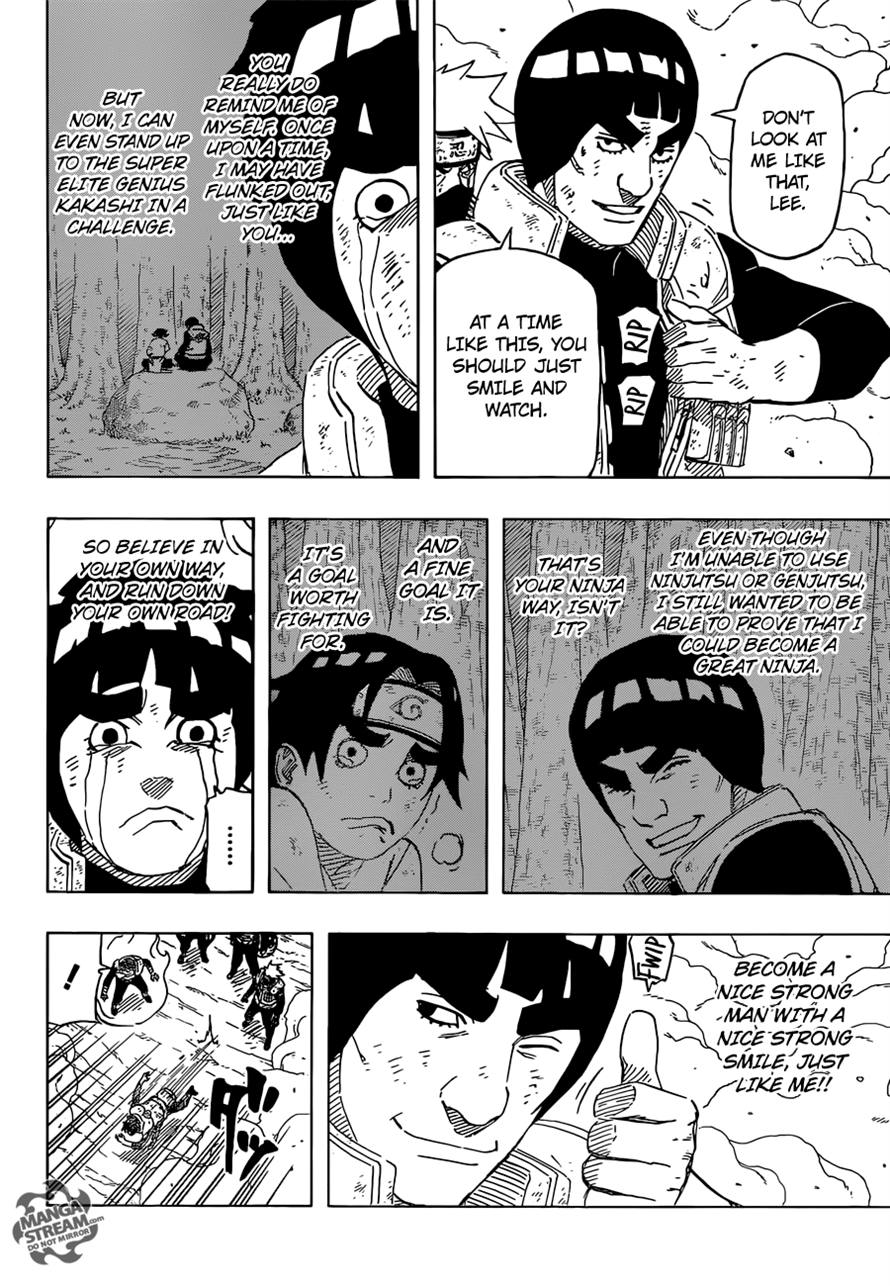 DON'T
LOOK AT
ME LIKE
THAT,
LEE.
忍
RIP
RIP
AT A TIME
LIKE THIS, YOU
SHOULD JUST
SMILE AND
WATCH.
YOU
REALLY DO
REMIND ME OF
MYSELF. ONCE
UPON A TIME,
I MAY HAVE
FLUNKED OUT,
JUST LIKE
YOU...
BUT
NOW, I CAN
EVEN STAND UP
TO THE SUPER
ELITE GENIUS
KAKASHI IN A
CHALLENGE.
EVEN THOUGH
I'M UNABLE TO USE
NINJUTSU OR GENJUTSU,
I STILL WANTED TO BE
ABLE TO PROVE THAT I
COULD BECOME A
GREAT NINJA.
THAT'S
YOUR NINJA
WAY, ISN'T
IT?
AND
A FINE
GOAL IT
IS.
IT'S
A GOAL
WORTH
FIGHTING
FOR.
SO BELIEVE IN
YOUR OWN WAY,
AND RUN DOWN
YOUR OWN ROAD!
........
FWIP
BECOME A
NICE STRONG
MAN WITH A
NICE STRONG
SMILE, JUST
LIKE ME!!
!
ダッ
MANGA
STREAM.com
DO NOT MIRROR